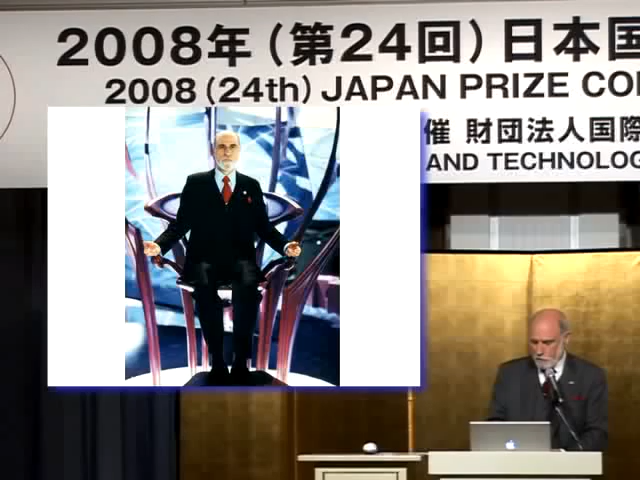 2008年(第24回)日本国
2008 (24th) JAPAN PRIZE CO
催 財団法人国際
AND TECHNOLOG